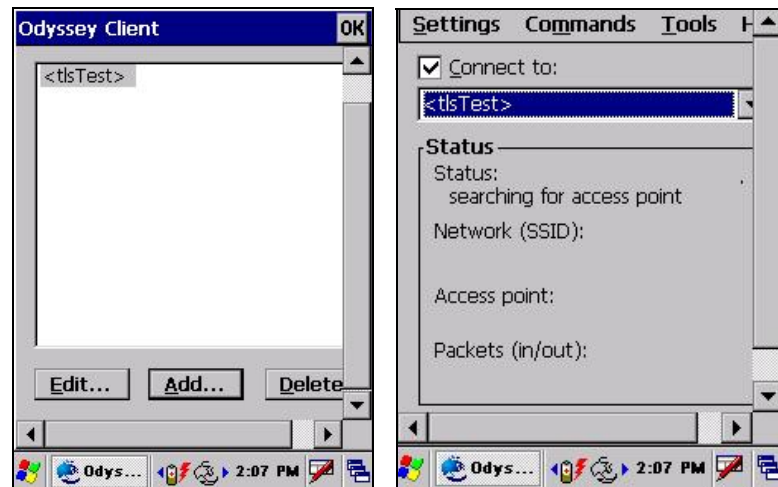 Odyssey Client OK
<tlsTest>
Edit... Add... Delete
Odys... 2:07 PM
Settings Commands Tools H
Connect to:
<tlsTest>
Status
Status:
searching for access point
Network (SSID):
Access point:
Packets (in/out):
Odys... 2:07 PM